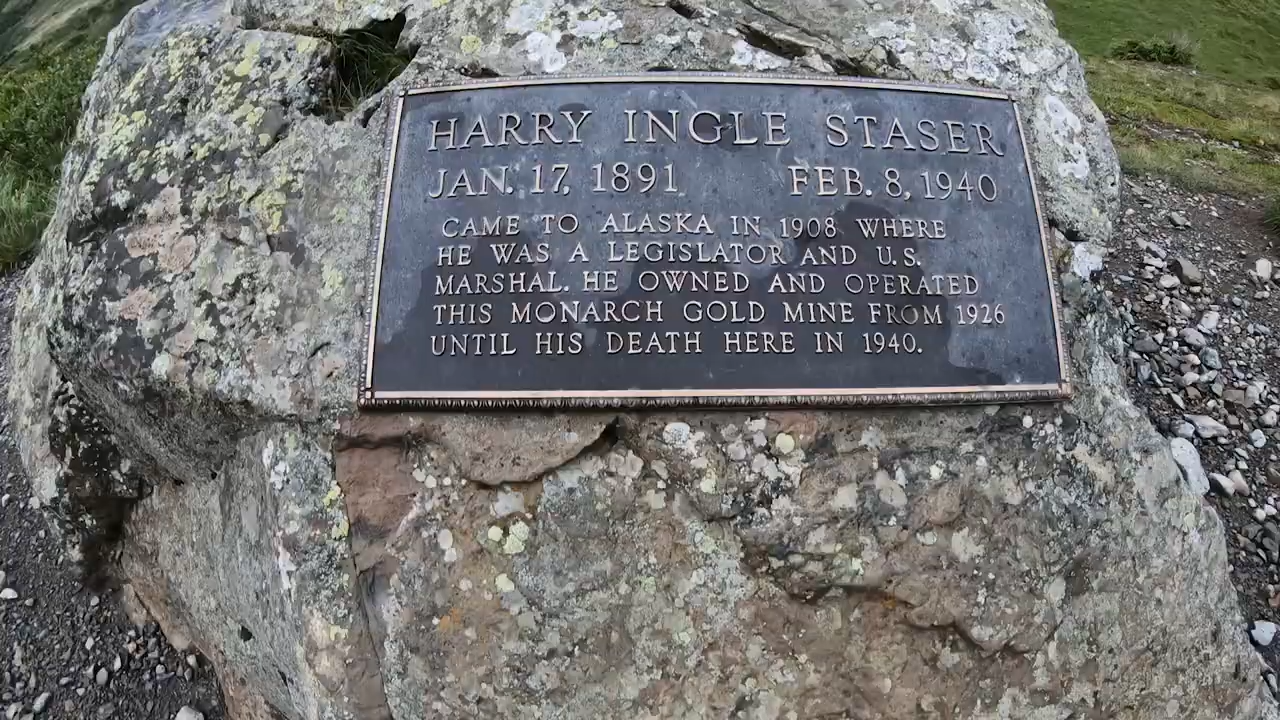 HARRY INGLE STASER
JAN. 17, 1891 FEB. 8, 1940
CAME TO ALASKA IN 1908 WHERE
HE WAS A LEGISLATOR AND U.S.
MARSHAL. HE OWNED AND OPERATED
THIS MONARCH GOLD MINE FROM 1926
UNTIL HIS DEATH HERE IN 1940.